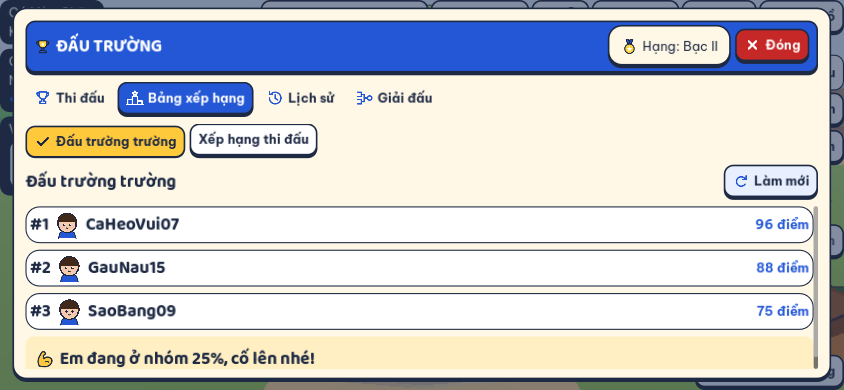 ĐẤU TRƯỜNG
Hạng: Bạc II
Đóng
Thi đấu
Bảng xếp hạng
Lịch sử
Giải đấu
Đấu trường trường
Xếp hạng thi đấu
Đấu trường trường
Làm mới
#1 CaHeoVui07 96 điểm
#2 GauNau15 88 điểm
#3 SaoBang09 75 điểm
Em đang ở nhóm 25%, cố lên nhé!